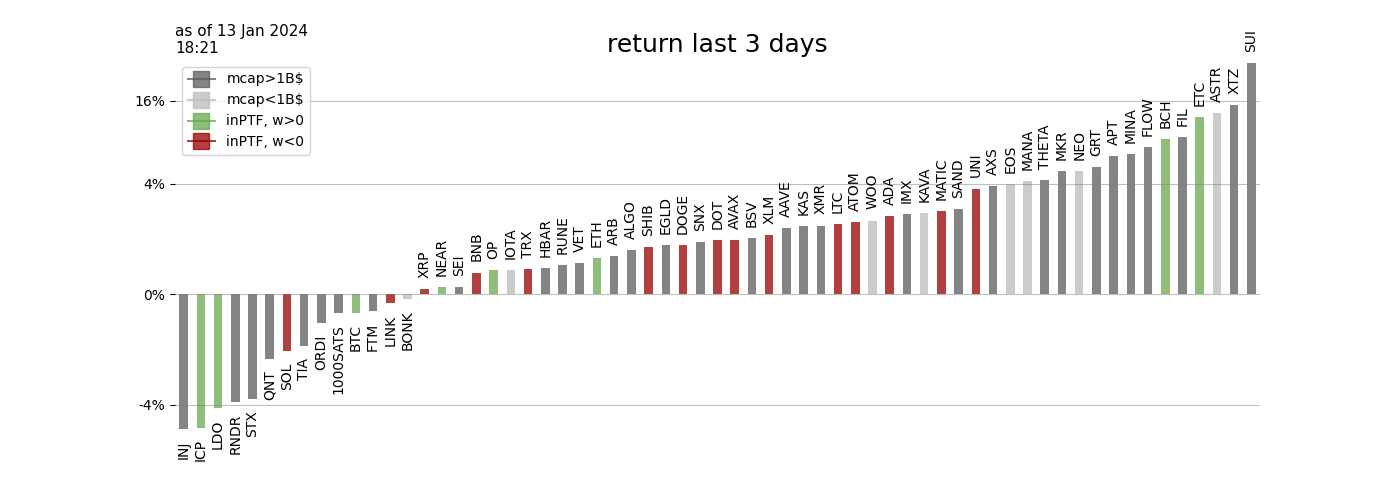 as of 13 Jan 2024
18:21
return last 3 days
mcap>1B$
mcap<1B$
inPTF, w>0
inPTF, w<0
16%
4%
0%
-4%
INJ
ICP
LDO
RNDR
STX
QNT
SOL
TIA
ORDI
1000SATS
BTC
FTM
LINK
BONK
XRP
NEAR
SEI
BNB
OP
IOTA
TRX
HBAR
RUNE
VET
ETH
ARB
ALGO
SHIB
EGLD
DOGE
SNX
DOT
AVAX
BSV
XLM
AAVE
KAS
XMR
LTC
ATOM
WOO
ADA
IMX
KAVA
MATIC
SAND
UNI
AXS
EOS
MANA
THETA
MKR
NEO
GRT
APT
MINA
FLOW
BCH
FIL
ETC
ASTR
XTZ
SUI